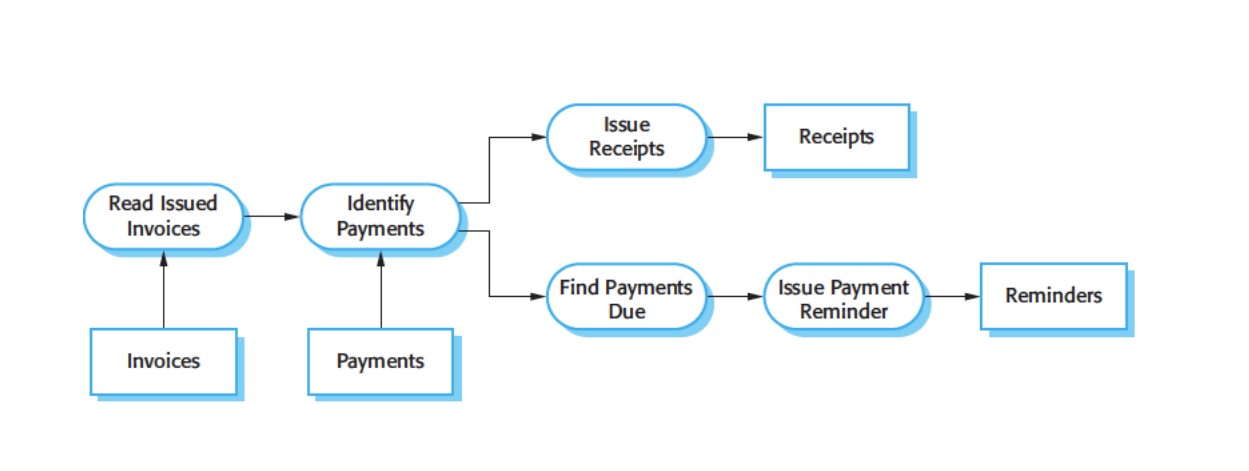 Issue
Receipts
Receipts
Read Issued
Invoices
Identify
Payments
Find Payments
Due
Issue Payment
Reminder
Reminders
Invoices
Payments